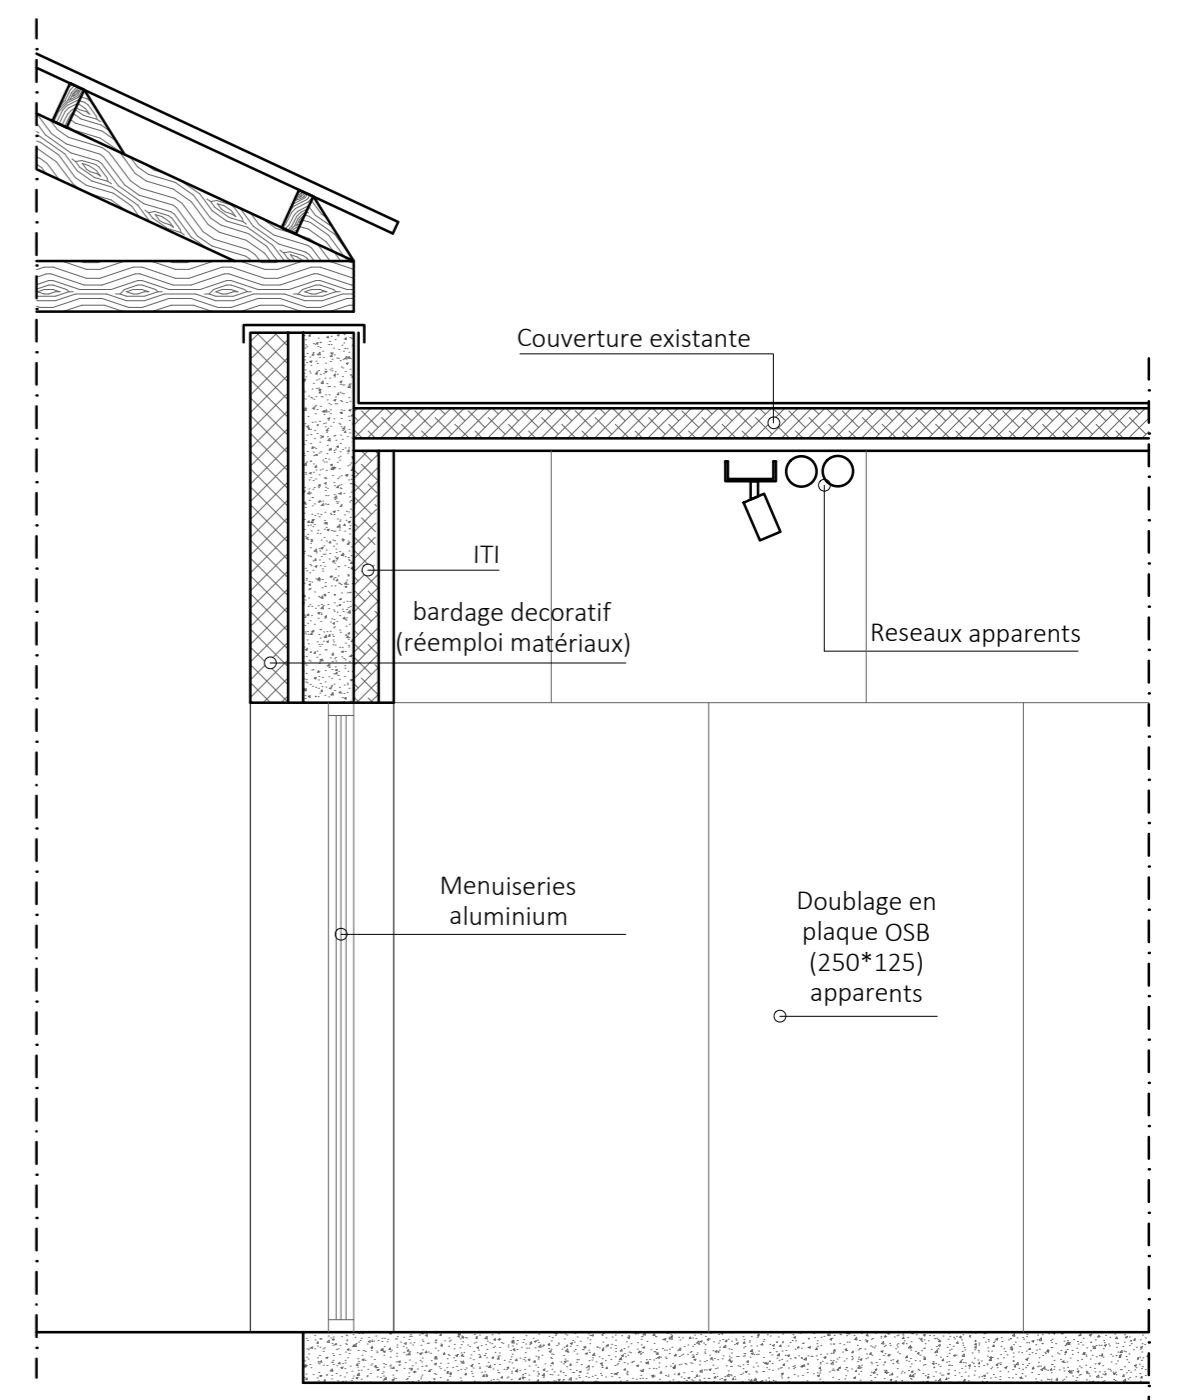 Couverture existante
ITI
bardage decoratif
(réemploi matériaux)
Reseaux apparents
Menuiseries
aluminium
Doublage en
plaque OSB
(250*125)
apparents